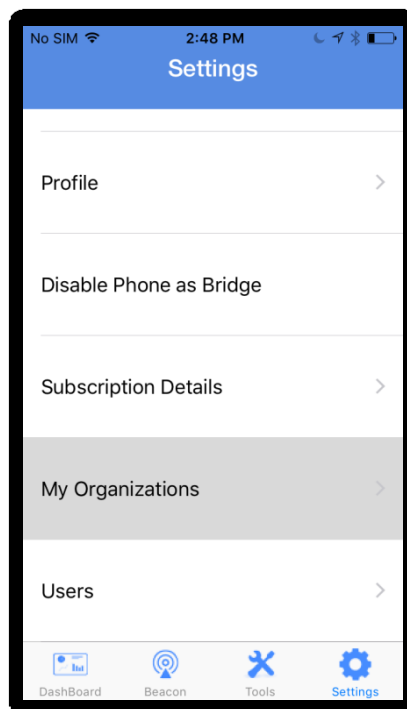 No SIM 2:48 PM
Settings
Profile
Disable Phone as Bridge
Subscription Details
My Organizations
Users
DashBoard Beacon Tools Settings